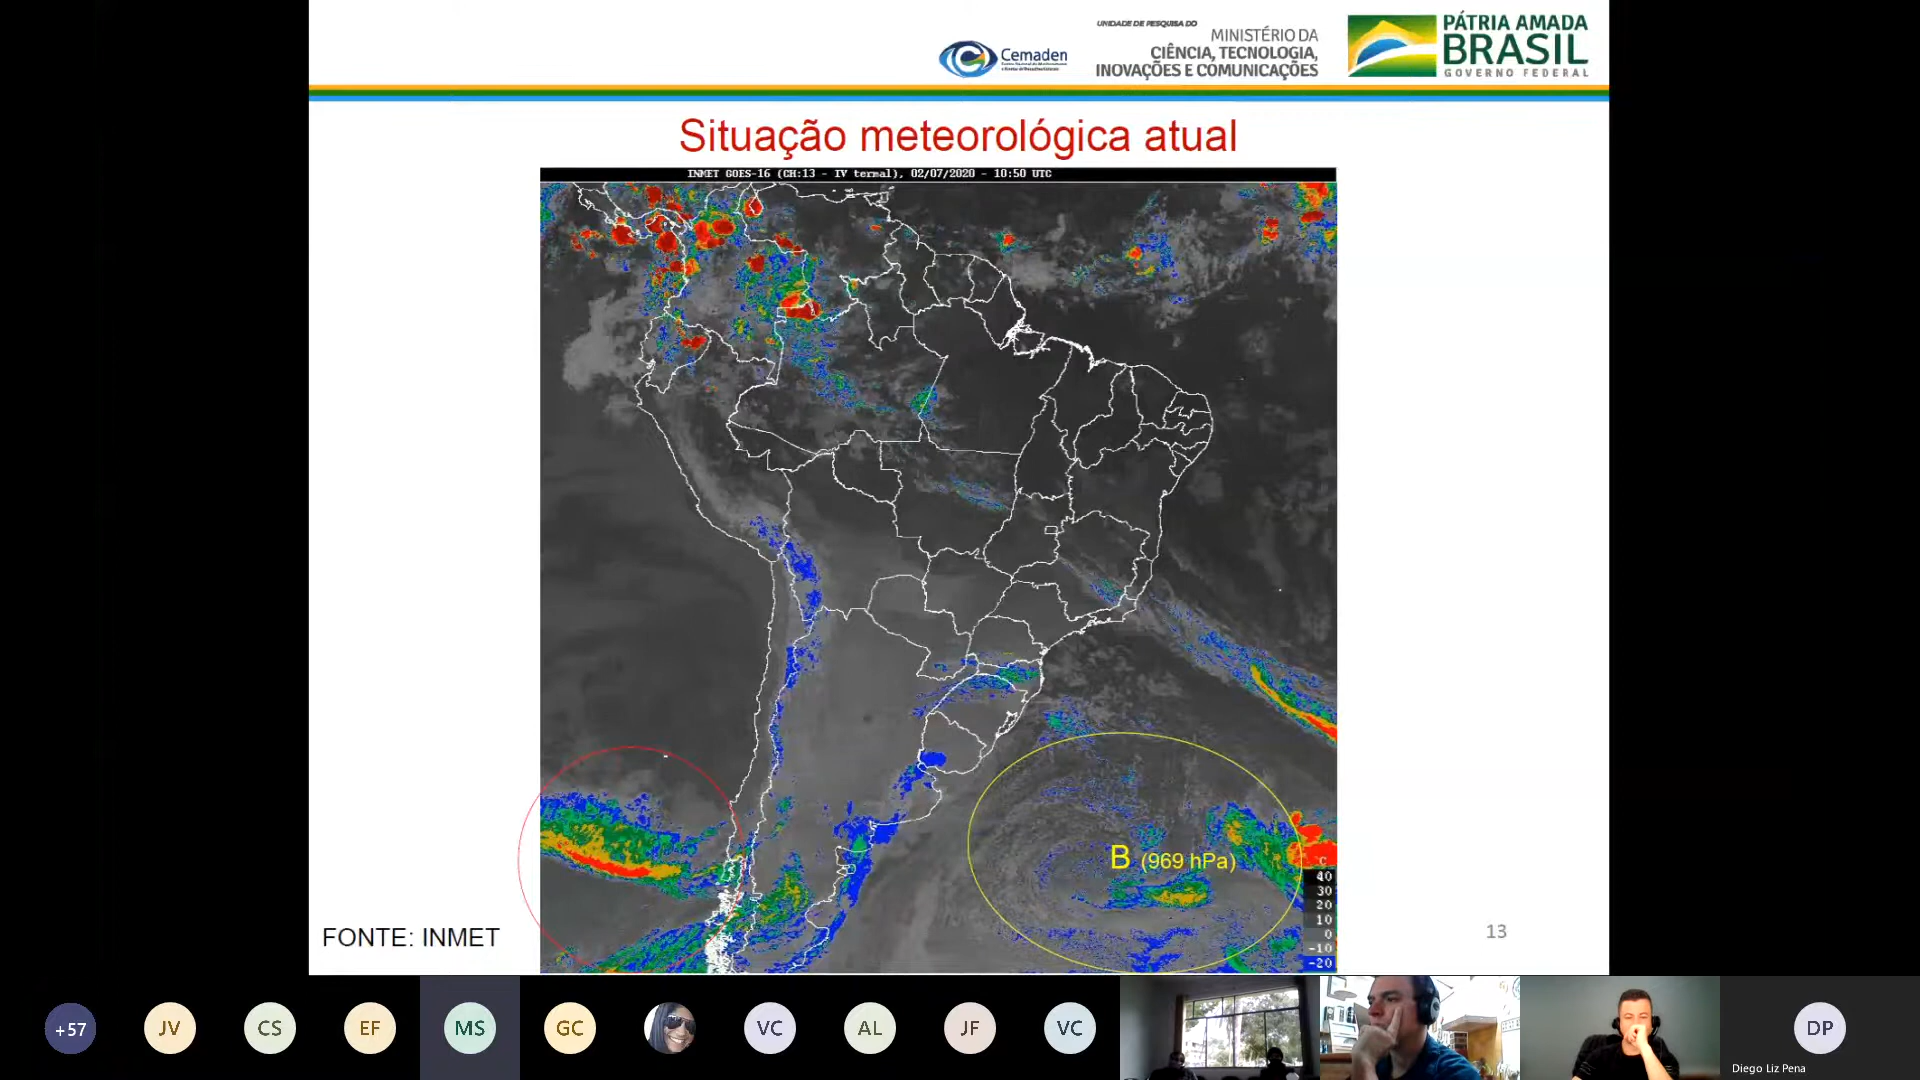 Cemaden
UNIDADE DE PESQUISA DO
MINISTÉRIO DA
CIÊNCIA, TECNOLOGIA,
INOVAÇÕES E COMUNICAÇÕES
PÁTRIA AMADA
BRASIL
GOVERNO FEDERAL
Situação meteorológica atual
INMET GOES-16 (CH:13 - IV termal), 02/07/2020 - 10:50 UTC
B (969 hPa)
°C
40
30
20
10
0
-10
-20
FONTE: INMET
13
+57
JV
CS
EF
MS
GC
VC
AL
JF
VC
DP
Diego Liz Pena